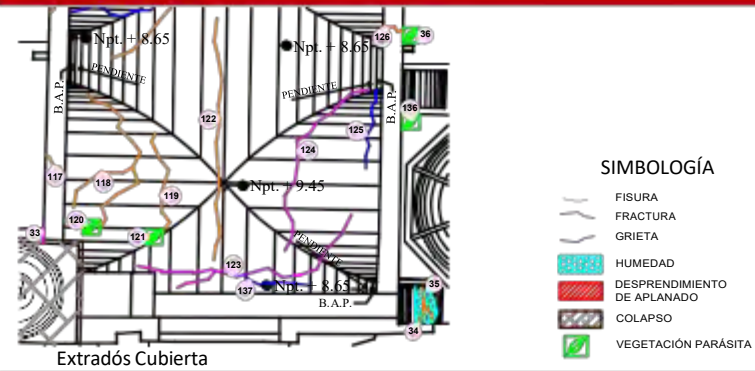 Npt. + 8.65
Npt. + 8.65
126
36
PENDIENTE
PENDIENTE
B.A.P.
B.A.P.
136
122
125
124
117
118
119
Npt. + 9.45
120
121
33
PENDIENTE
123
137
Npt. + 8.65
B.A.P.
35
34
Extradós Cubierta
SIMBOLOGÍA
FISURA
FRACTURA
GRIETA
HUMEDAD
DESPRENDIMIENTO
DE APLANADO
COLAPSO
VEGETACIÓN PARÁSITA